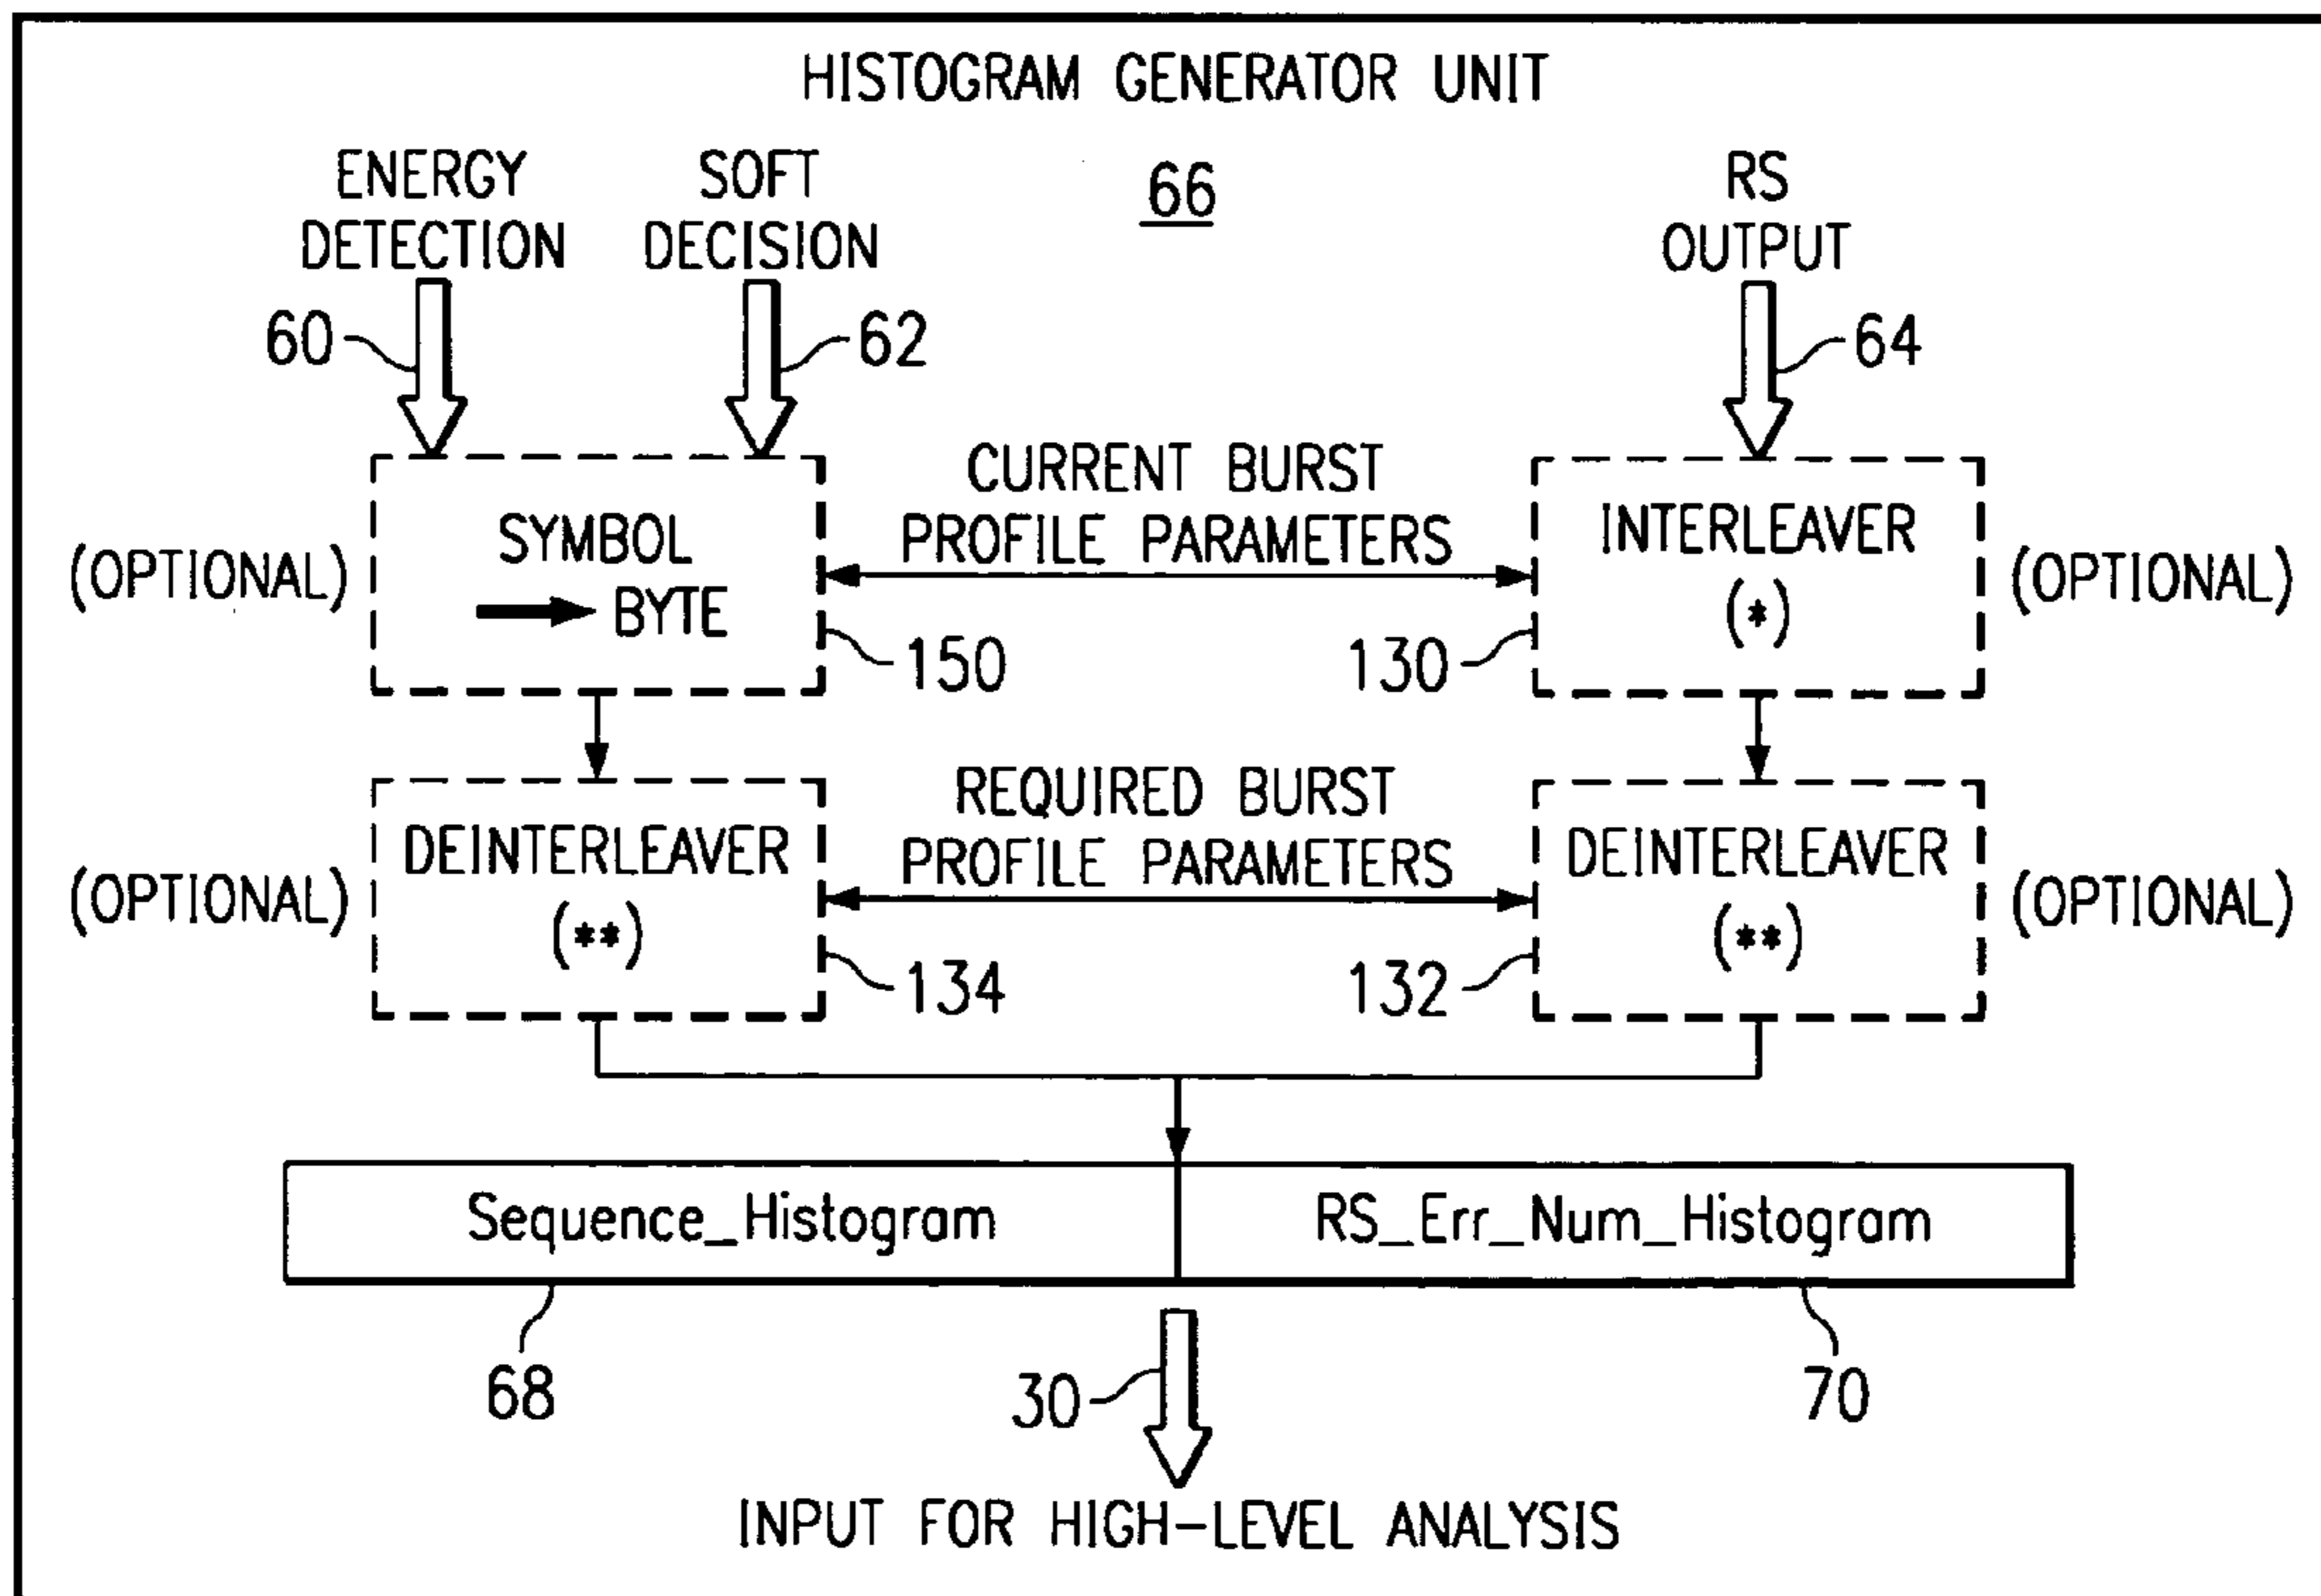 HISTOGRAM GENERATOR UNIT
66
ENERGY
DETECTION
SOFT
DECISION
RS
OUTPUT
60
62
64
(OPTIONAL)
SYMBOL
→ BYTE
150
CURRENT BURST
PROFILE PARAMETERS
INTERLEAVER
(*)
130
(OPTIONAL)
(OPTIONAL)
DEINTERLEAVER
(**)
134
REQUIRED BURST
PROFILE PARAMETERS
DEINTERLEAVER
(**)
132
(OPTIONAL)
Sequence_Histogram
RS_Err_Num_Histogram
68
30
70
INPUT FOR HIGH-LEVEL ANALYSIS